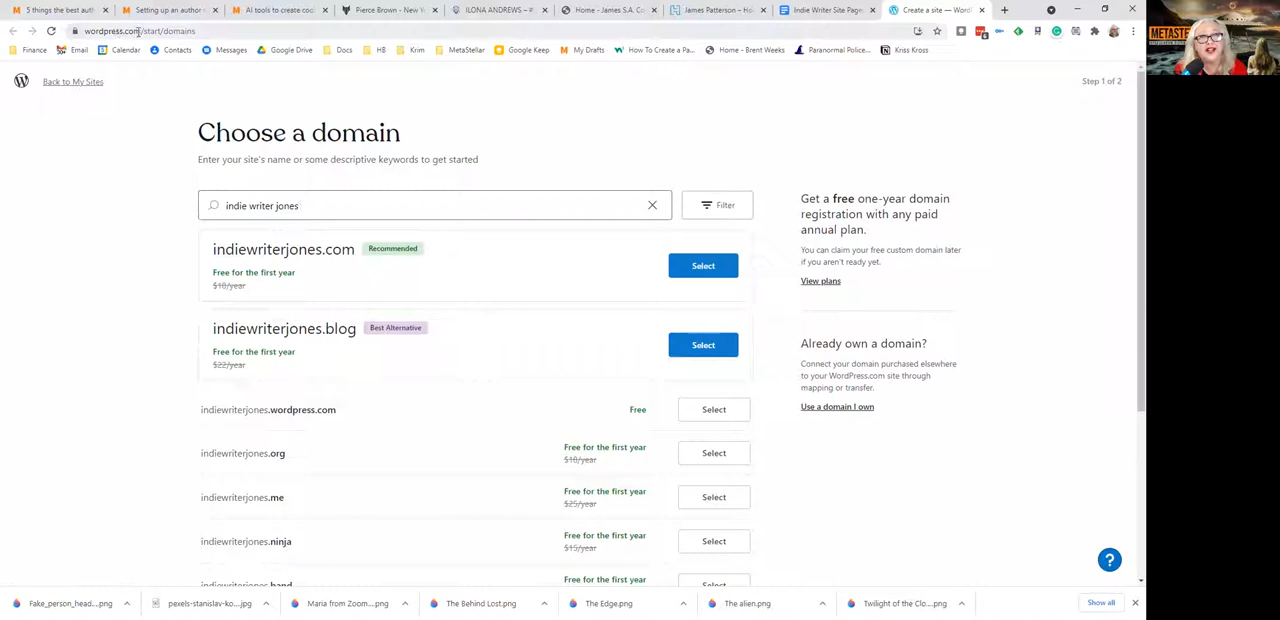 5 things the best auth
Setting up an author
AI tools to create cool
Pierce Brown - New Y
ILONA ANDREWS –
Home - James S.A. Co
James Patterson – Ho
Indie Writer Site Page
Create a site — Word
wordpress.com/start/domains
Finance
Email
Calendar
Contacts
Messages
Google Drive
Docs
HB
Krim
MetaStellar
Google Keep
My Drafts
How To Create a Pa...
Home - Brent Weeks
Paranormal Police...
Kriss Kross
METASTE
Back to My Sites
Step 1 of 2
Choose a domain
Enter your site's name or some descriptive keywords to get started
indie writer jones
Filter
indiewriterjones.com
Recommended
Free for the first year
$18/year
Select
indiewriterjones.blog
Best Alternative
Free for the first year
$22/year
Select
indiewriterjones.wordpress.com
Free
Select
indiewriterjones.org
Free for the first year
$18/year
Select
indiewriterjones.me
Free for the first year
$25/year
Select
indiewriterjones.ninja
Free for the first year
$15/year
Select
indiewriterjones.band
Free for the first year
Select
Get a free one-year domain
registration with any paid
annual plan.
You can claim your free custom domain later
if you aren't ready yet.
View plans
Already own a domain?
Connect your domain purchased elsewhere
to your WordPress.com site through
mapping or transfer.
Use a domain I own
?
Fake_person_head....png
pexels-stanislav-ko....jpg
Maria from Zoom....png
The Behind Lost.png
The Edge.png
The alien.png
Twilight of the Clo....png
Show all